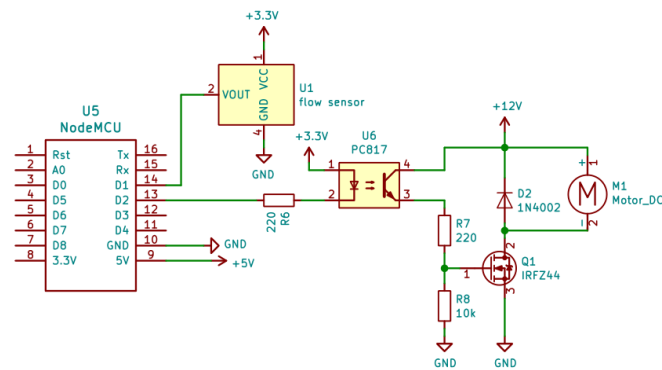 +3.3V
1
VCC
2 VOUT
GND
4
U1
flow sensor
GND
U5
NodeMCU
1 Rst Tx 16
2 A0 Rx 15
3 D0 D1 14
4 D5 D2 13
5 D6 D3 12
6 D7 D4 11
7 D8 GND 10
8 3.3V 5V 9
GND
+5V
220
R6
+3.3V
U6
PC817
1 4
2 3
R7
220
R8
10k
GND
+12V
D2
1N4002
+ 1
M
M1
Motor_DC
- 2
2
1
Q1
IRFZ44
3
GND